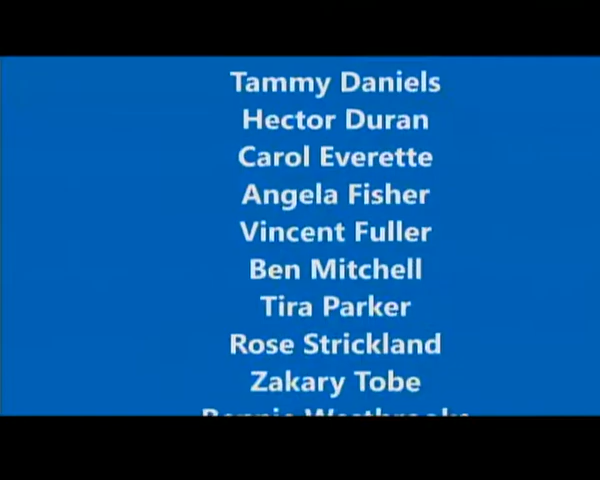 Tammy Daniels
Hector Duran
Carol Everette
Angela Fisher
Vincent Fuller
Ben Mitchell
Tira Parker
Rose Strickland
Zakary Tobe